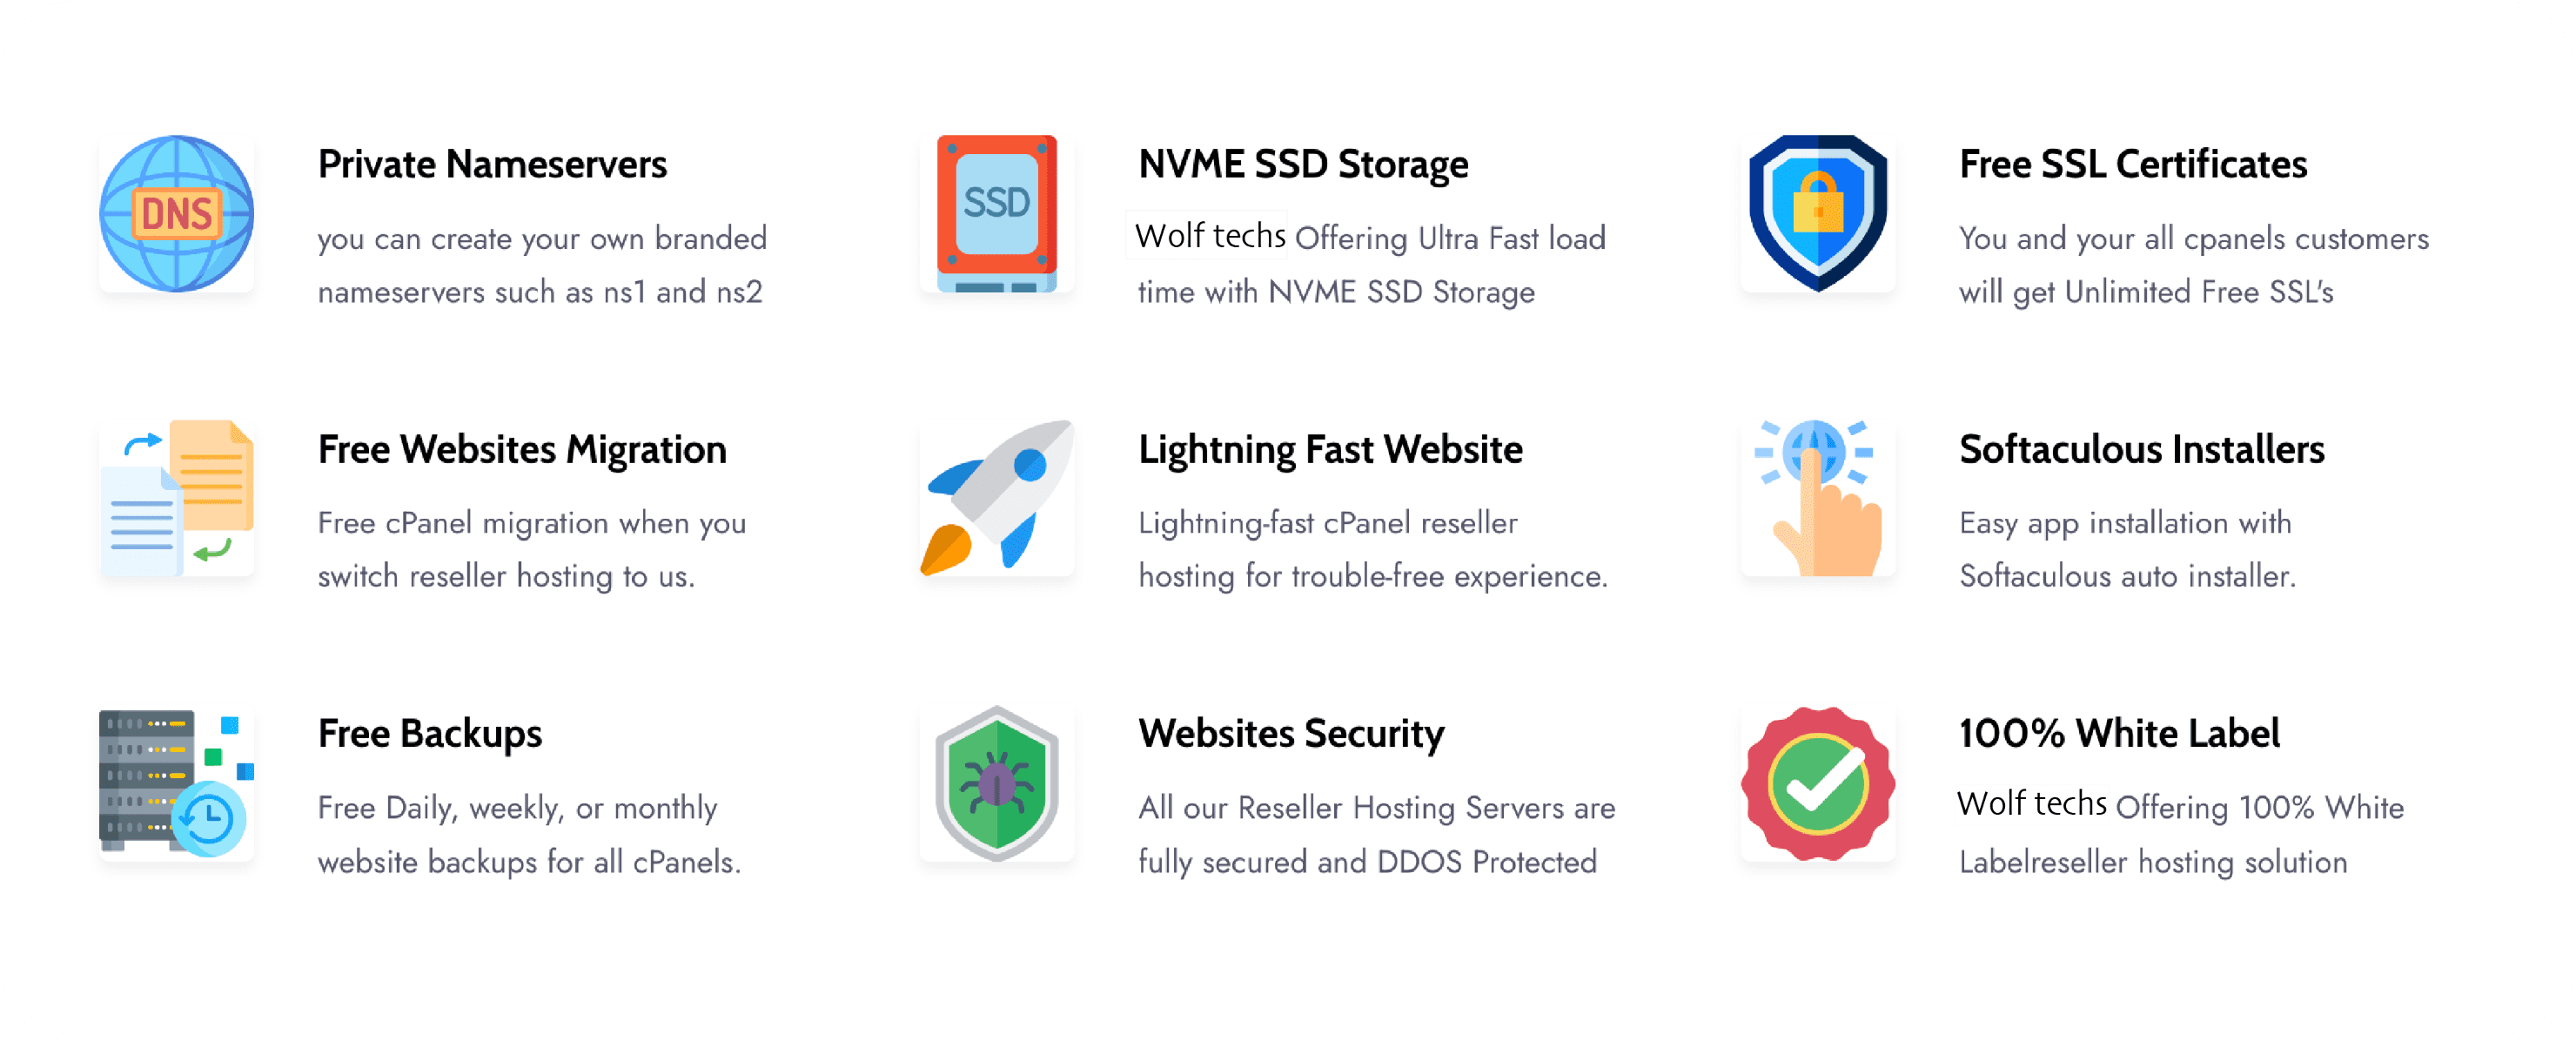 DNS
Private Nameservers
you can create your own branded
nameservers such as ns1 and ns2
SSD
NVME SSD Storage
Wolf techs Offering Ultra Fast load
time with NVME SSD Storage
Free SSL Certificates
You and your all cpanels customers
will get Unlimited Free SSL's
Free Websites Migration
Free cPanel migration when you
switch reseller hosting to us.
Lightning Fast Website
Lightning-fast cPanel reseller
hosting for trouble-free experience.
Softaculous Installers
Easy app installation with
Softaculous auto installer.
Free Backups
Free Daily, weekly, or monthly
website backups for all cPanels.
Websites Security
All our Reseller Hosting Servers are
fully secured and DDOS Protected
100% White Label
Wolf techs Offering 100% White
Labelreseller hosting solution